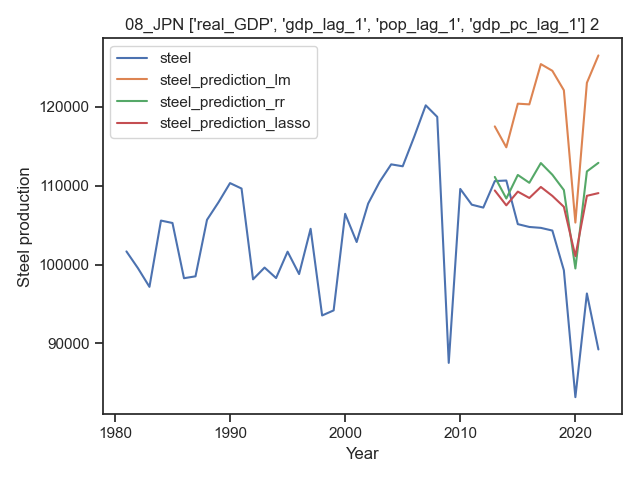 08_JPN ['real_GDP', 'gdp_lag_1', 'pop_lag_1', 'gdp_pc_lag_1'] 2
steel
steel_prediction_lm
steel_prediction_rr
steel_prediction_lasso
Steel production
120000
110000
100000
90000
1980
1990
2000
2010
2020
Year